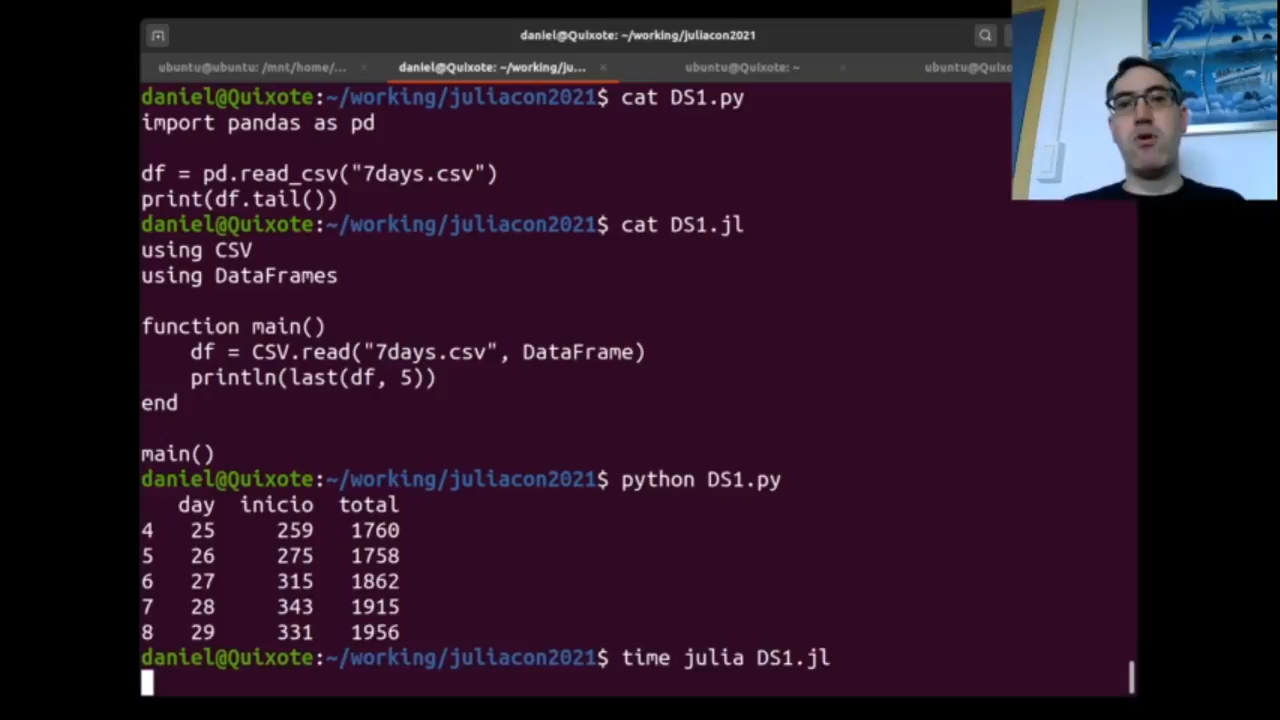 daniel@Quixote: ~/working/juliacon2021
ubuntu@ubuntu: /mnt/home/... × daniel@Quixote: ~/working/ju... × ubuntu@Quixote: ~ × ubuntu@Quixo
daniel@Quixote:~/working/juliacon2021$ cat DS1.py
import pandas as pd
df = pd.read_csv("7days.csv")
print(df.tail())
daniel@Quixote:~/working/juliacon2021$ cat DS1.jl
using CSV
using DataFrames
function main()
    df = CSV.read("7days.csv", DataFrame)
    println(last(df, 5))
end
main()
daniel@Quixote:~/working/juliacon2021$ python DS1.py
   day  inicio  total
4   25     259   1760
5   26     275   1758
6   27     315   1862
7   28     343   1915
8   29     331   1956
daniel@Quixote:~/working/juliacon2021$ time julia DS1.jl